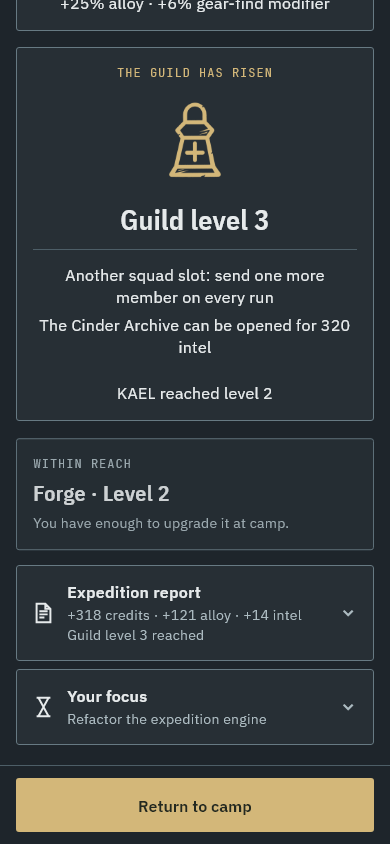 +25% alloy · +6% gear-find modifier
THE GUILD HAS RISEN
Guild level 3
Another squad slot: send one more
member on every run
The Cinder Archive can be opened for 320
intel
KAEL reached level 2
WITHIN REACH
Forge · Level 2
You have enough to upgrade it at camp.
Expedition report
+318 credits · +121 alloy · +14 intel
Guild level 3 reached
Your focus
Refactor the expedition engine
Return to camp